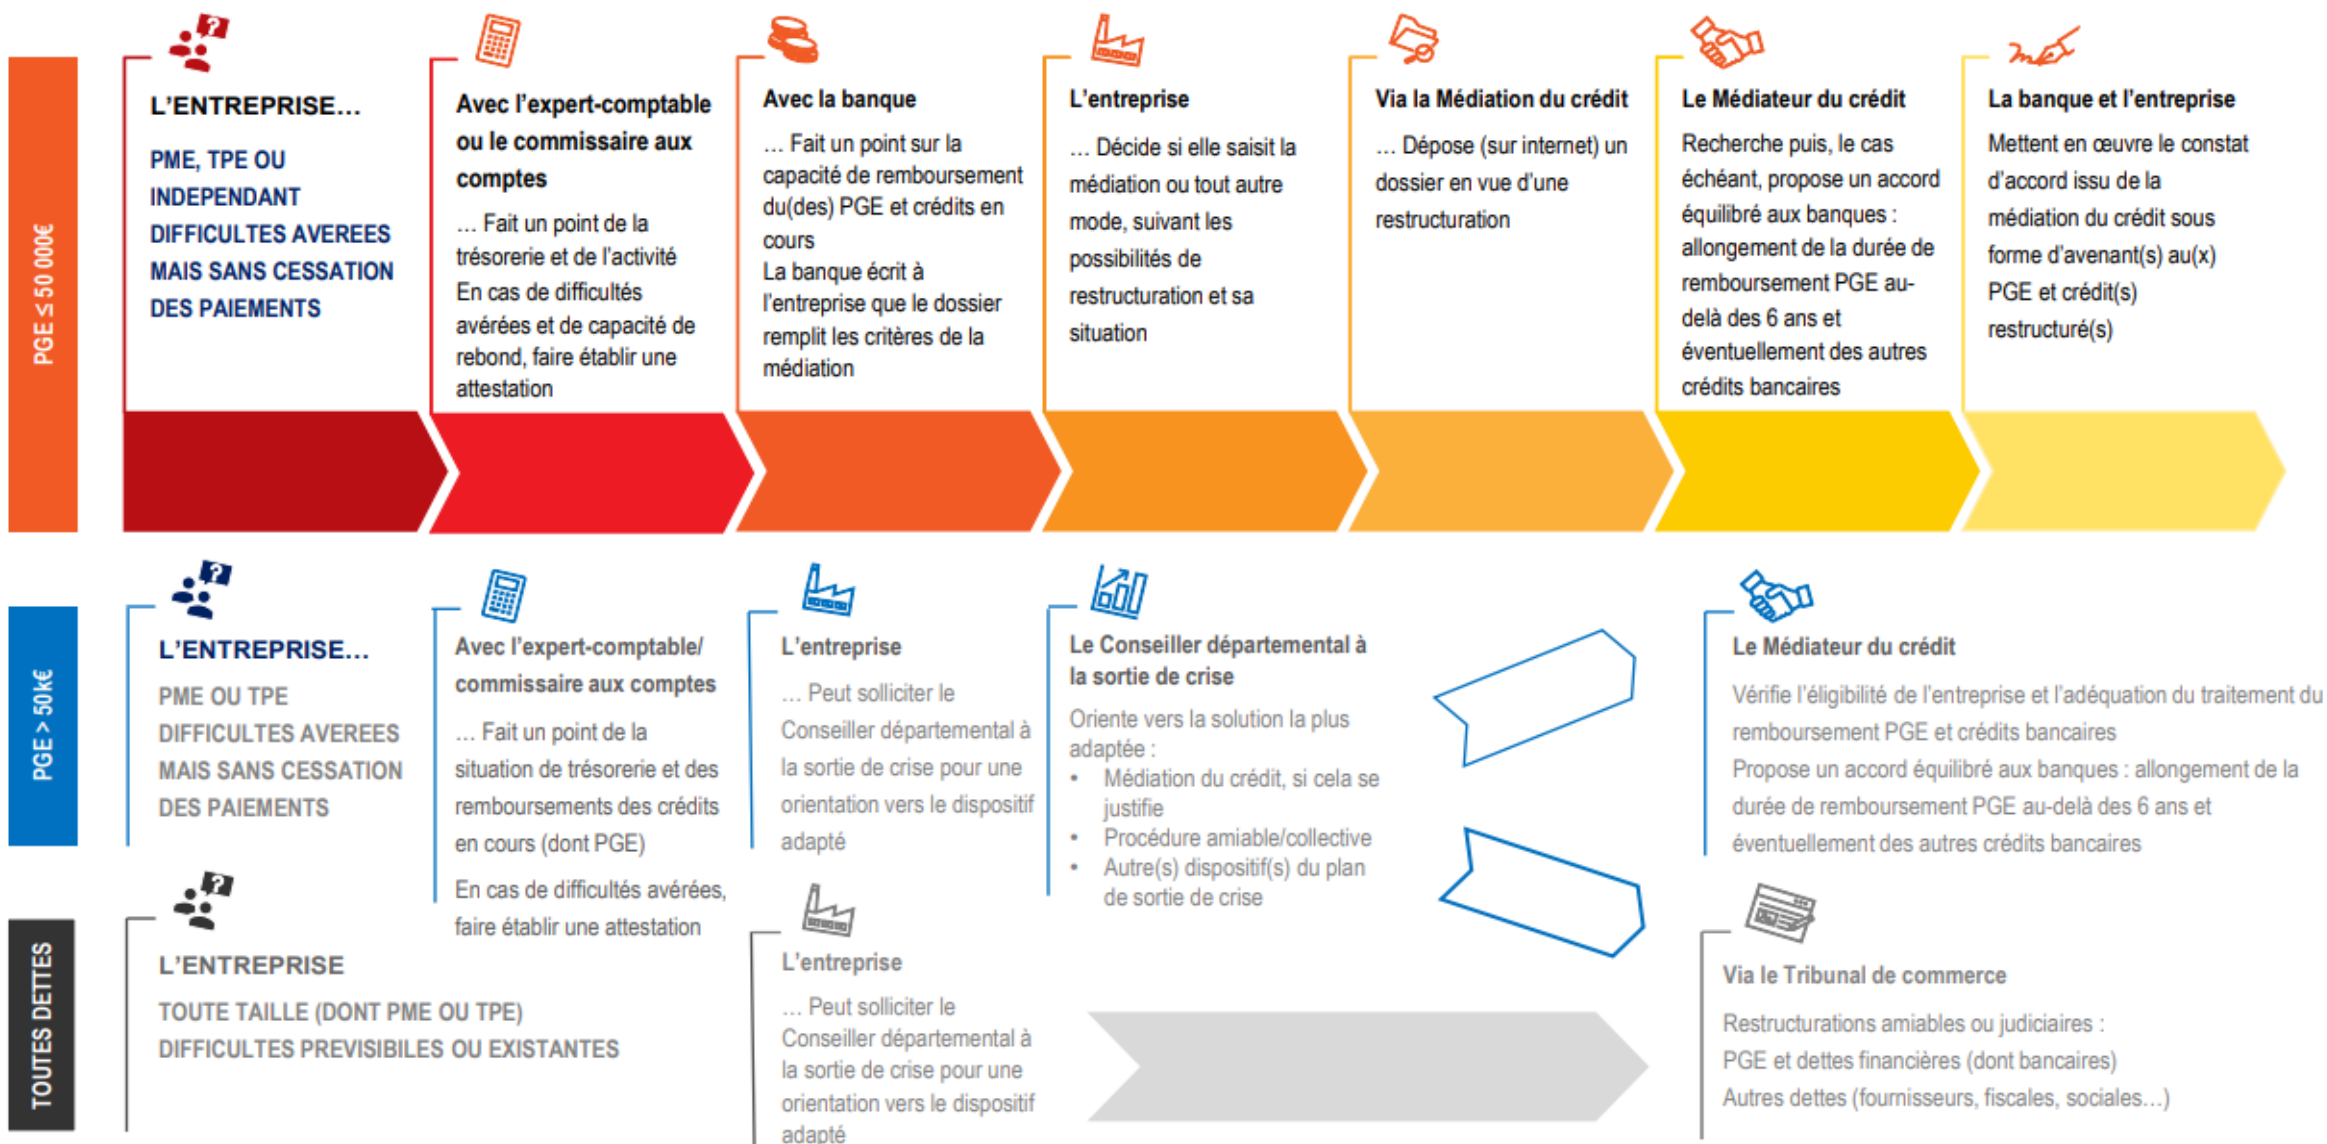 PGE ≤ 50 000€
L’ENTREPRISE…
PME, TPE OU
INDEPENDANT
DIFFICULTES AVEREES
MAIS SANS CESSATION
DES PAIEMENTS
Avec l’expert-comptable
ou le commissaire aux
comptes
… Fait un point de la
trésorerie et de l’activité
En cas de difficultés
avérées et de capacité de
rebond, faire établir une
attestation
Avec la banque
… Fait un point sur la
capacité de remboursement
du(des) PGE et crédits en
cours
La banque écrit à
l’entreprise que le dossier
remplit les critères de la
médiation
L’entreprise
… Décide si elle saisit la
médiation ou tout autre
mode, suivant les
possibilités de
restructuration et sa
situation
Via la Médiation du crédit
… Dépose (sur internet) un
dossier en vue d’une
restructuration
Le Médiateur du crédit
Recherche puis, le cas
échéant, propose un accord
équilibré aux banques :
allongement de la durée de
remboursement PGE au-
delà des 6 ans et
éventuellement des autres
crédits bancaires
La banque et l’entreprise
Mettent en œuvre le constat
d’accord issu de la
médiation du crédit sous
forme d’avenant(s) au(x)
PGE et crédit(s)
restructuré(s)
PGE > 50k€
L’ENTREPRISE…
PME OU TPE
DIFFICULTES AVEREES
MAIS SANS CESSATION
DES PAIEMENTS
Avec l’expert-comptable/
commissaire aux comptes
… Fait un point de la
situation de trésorerie et des
remboursements des crédits
en cours (dont PGE)
En cas de difficultés avérées,
faire établir une attestation
L’entreprise
… Peut solliciter le
Conseiller départemental à
la sortie de crise pour une
orientation vers le dispositif
adapté
Le Conseiller départemental à
la sortie de crise
Oriente vers la solution la plus
adaptée :
• Médiation du crédit, si cela se
justifie
• Procédure amiable/collective
• Autre(s) dispositif(s) du plan
de sortie de crise
Le Médiateur du crédit
Vérifie l’éligibilité de l’entreprise et l’adéquation du traitement du
remboursement PGE et crédits bancaires
Propose un accord équilibré aux banques : allongement de la
durée de remboursement PGE au-delà des 6 ans et
éventuellement des autres crédits bancaires
TOUTES DETTES
L’ENTREPRISE
TOUTE TAILLE (DONT PME OU TPE)
DIFFICULTES PREVISIBILES OU EXISTANTES
L’entreprise
… Peut solliciter le
Conseiller départemental à
la sortie de crise pour une
orientation vers le dispositif
adapté
Via le Tribunal de commerce
Restructurations amiables ou judiciaires :
PGE et dettes financières (dont bancaires)
Autres dettes (fournisseurs, fiscales, sociales…)